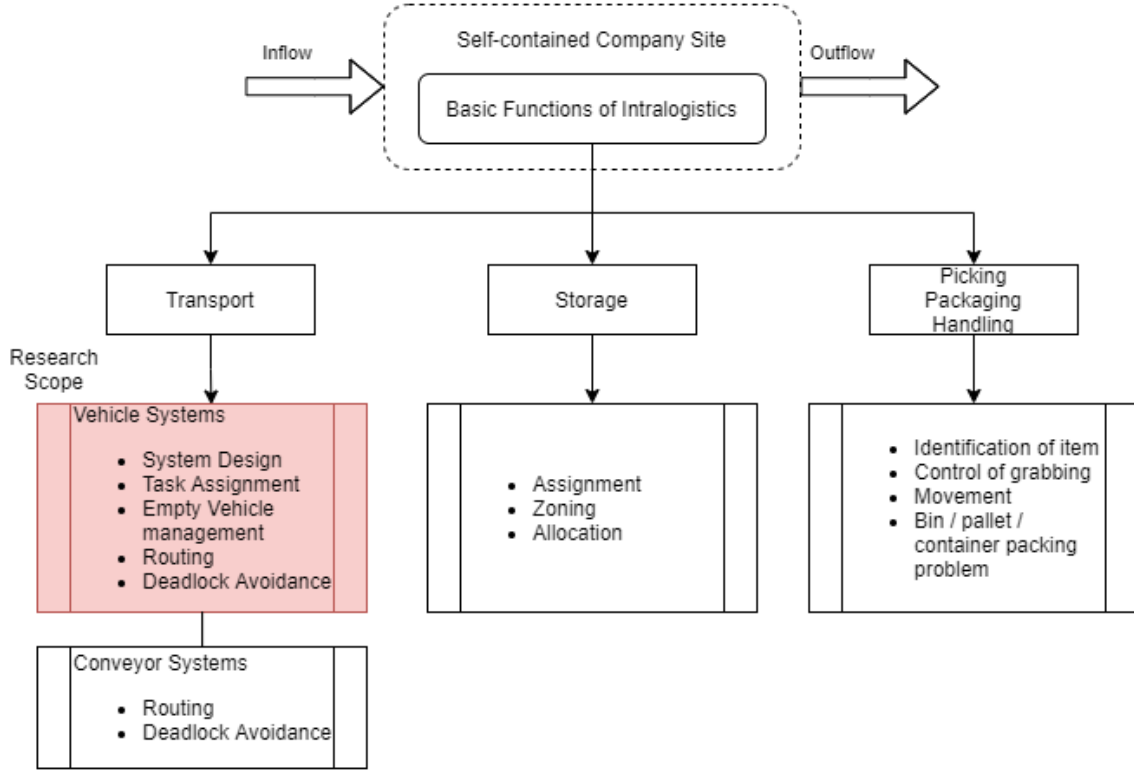 Self-contained Company Site
Inflow
Outflow
Basic Functions of Intralogistics
Transport
Storage
Picking
Packaging
Handling
Research
Scope
Vehicle Systems
• System Design
• Task Assignment
• Empty Vehicle
management
• Routing
• Deadlock Avoidance
• Assignment
• Zoning
• Allocation
• Identification of item
• Control of grabbing
• Movement
• Bin / pallet /
container packing
problem
Conveyor Systems
• Routing
• Deadlock Avoidance